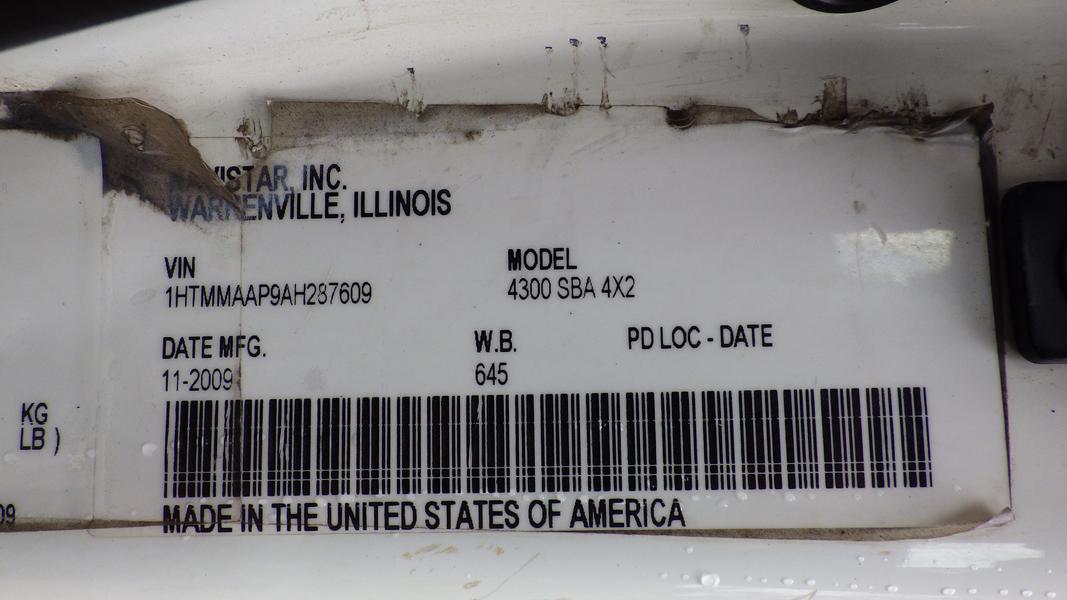 NAVISTAR, INC.
WARRENVILLE, ILLINOIS
VIN
1HTMMAAP9AH287609
MODEL
4300 SBA 4X2
DATE MFG.
11-2009
W.B.
645
PD LOC - DATE
KG
LB )
09
MADE IN THE UNITED STATES OF AMERICA